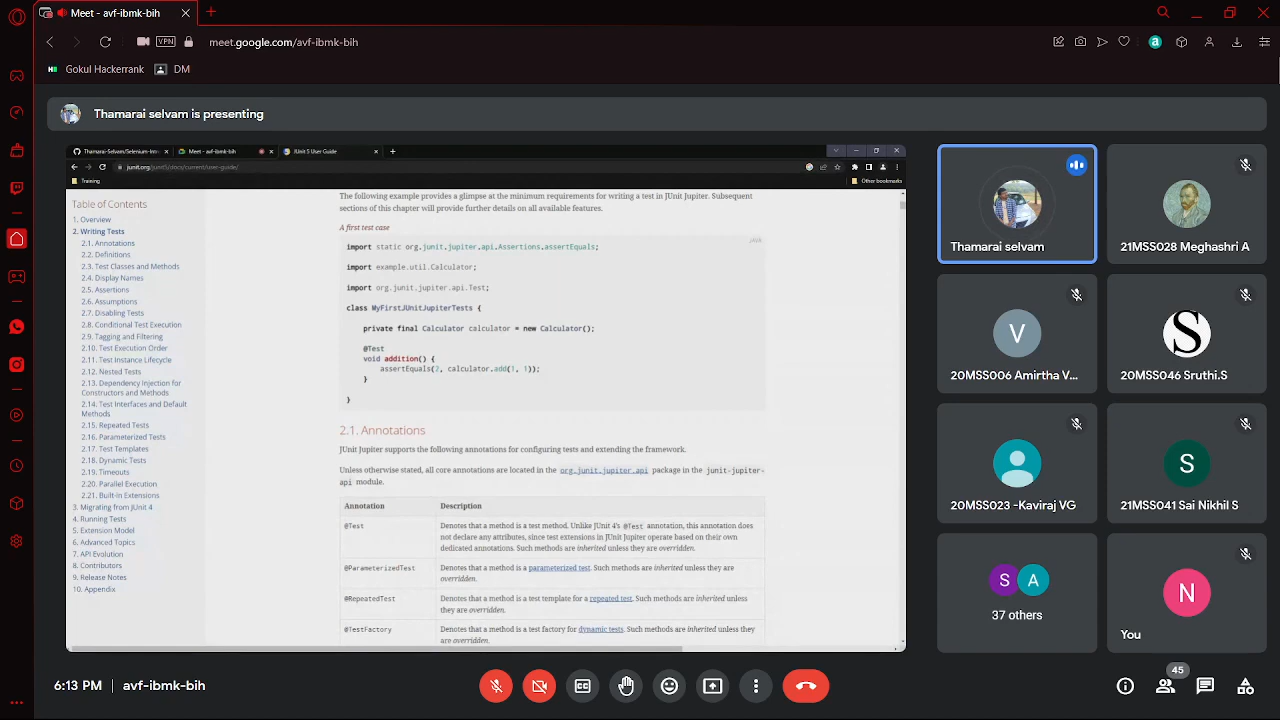 Meet - avf-ibmk-bih
VPN
meet.google.com/avf-ibmk-bih
Gokul Hackerrank
DM
Thamarai selvam is presenting
Meet - avf-ibmk-bih
JUnit 5 User Guide
junit.org/junit5/docs/current/user-guide/
Training
Other bookmarks
Table of Contents
1. Overview
2. Writing Tests
2.1. Annotations
2.2. Definitions
2.3. Test Classes and Methods
2.4. Display Names
2.5. Assertions
2.6. Assumptions
2.7. Disabling Tests
2.8. Conditional Test Execution
2.9. Tagging and Filtering
2.10. Test Execution Order
2.11. Test Instance Lifecycle
2.12. Nested Tests
2.13. Dependency Injection for
Constructors and Methods
2.14. Test Interfaces and Default
Methods
2.15. Repeated Tests
2.16. Parameterized Tests
2.17. Test Templates
2.18. Dynamic Tests
2.19. Timeouts
2.20. Parallel Execution
2.21. Built-in Extensions
3. Migrating from JUnit 4
4. Running Tests
5. Extension Model
6. Advanced Topics
7. API Evolution
8. Contributors
9. Release Notes
10. Appendix
The following example provides a glimpse at the minimum requirements for writing a test in JUnit Jupiter. Subsequent
sections of this chapter will provide further details on all available features.
A first test case
import static org.junit.jupiter.api.Assertions.assertEquals;
import example.util.Calculator;
import org.junit.jupiter.api.Test;
class MyFirstJUnitJupiterTests {
private final Calculator calculator = new Calculator();
@Test
void addition() {
assertEquals(2, calculator.add(1, 1));
}
}
2.1. Annotations
JUnit Jupiter supports the following annotations for configuring tests and extending the framework.
Unless otherwise stated, all core annotations are located in the org.junit.jupiter.api package in the junit-jupiter-
api module.
Annotation Description
@Test Denotes that a method is a test method. Unlike JUnit 4's @Test annotation, this annotation does
not declare any attributes, since test extensions in JUnit Jupiter operate based on their own
dedicated annotations. Such methods are inherited unless they are overridden.
@ParameterizedTest Denotes that a method is a parameterized test. Such methods are inherited unless they are
overridden.
@RepeatedTest Denotes that a method is a test template for a repeated test. Such methods are inherited unless
they are overridden.
@TestFactory Denotes that a method is a test factory for dynamic tests. Such methods are inherited unless they
are overridden.
Thamarai selvam
21MSS028 Meghashri A
V
20MSS006 Amirtha V...
S
20MSS046 Sruthi.S
20MSS025 - Kaviraj VG
S
21MSS041 Sai Nikhil S
S A
37 others
N
You
6:13 PM
avf-ibmk-bih
45